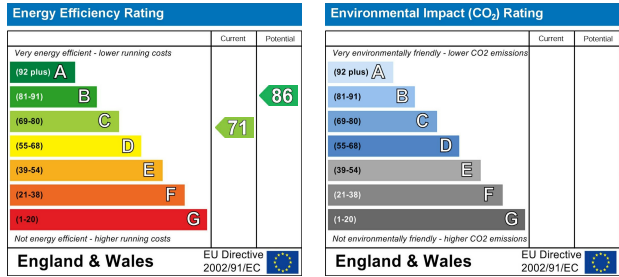 Energy Efficiency Rating
Current Potential
Very energy efficient - lower running costs
(92 plus) A
(81-91) B
86
(69-80) C
71
(55-68) D
(39-54) E
(21-38) F
(1-20) G
Not energy efficient - higher running costs
England & Wales
EU Directive
2002/91/EC
Environmental Impact (CO₂) Rating
Current Potential
Very environmentally friendly - lower CO2 emissions
(92 plus) A
(81-91) B
(69-80) C
(55-68) D
(39-54) E
(21-38) F
(1-20) G
Not environmentally friendly - higher CO2 emissions
England & Wales
EU Directive
2002/91/EC